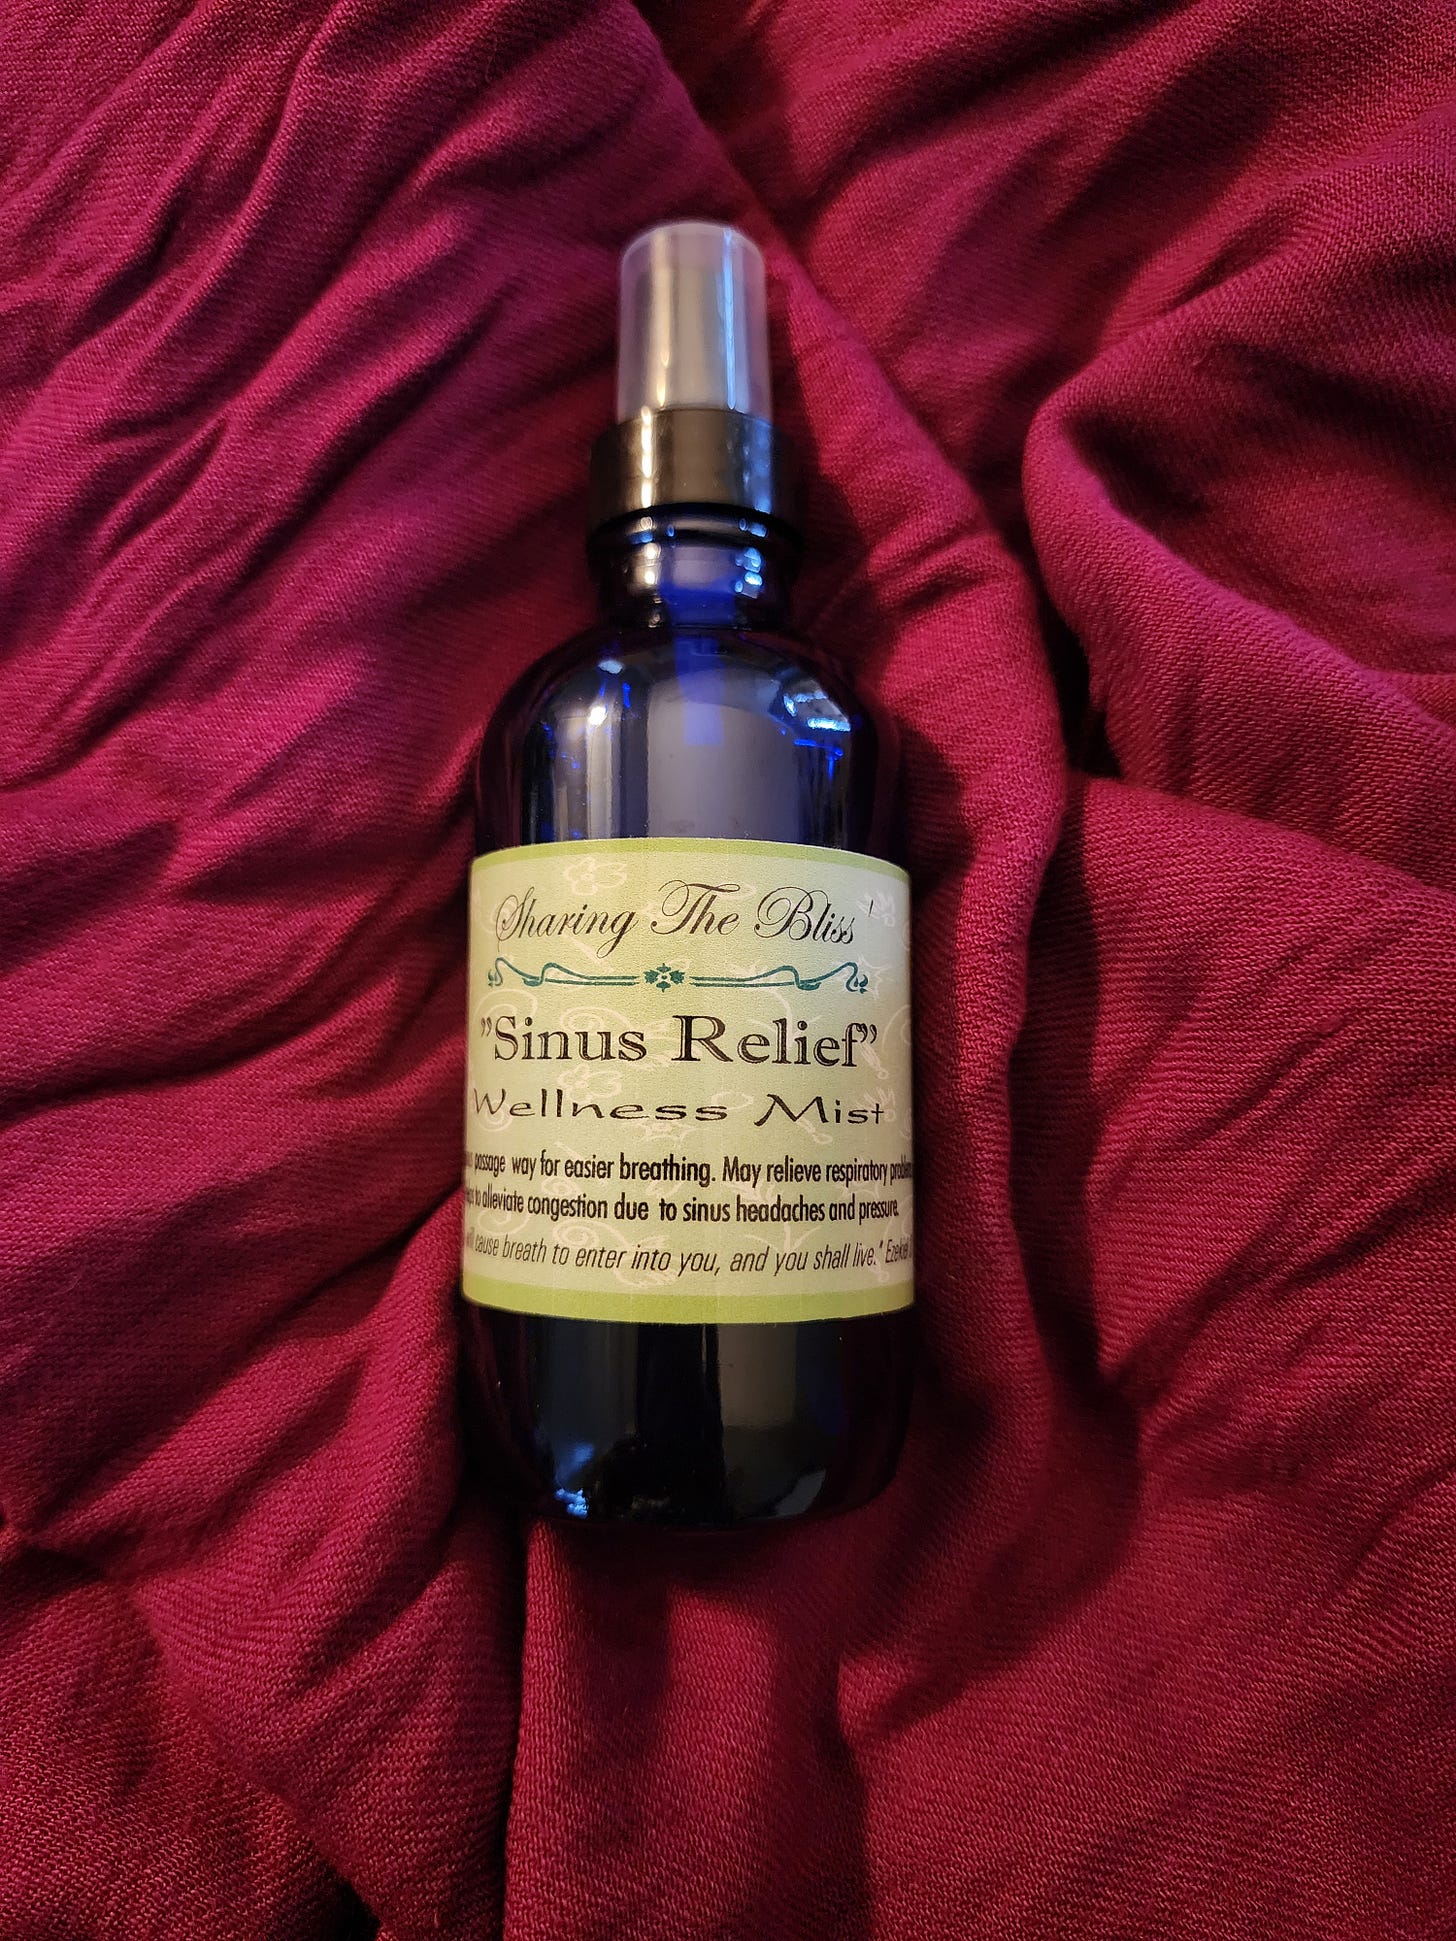 Sharing The Bliss
"Sinus Relief"
Wellness Mist
passage way for easier breathing. May relieve respiratory
to alleviate congestion due to sinus headaches and pressure.
cause breath to enter into you, and you shall live."